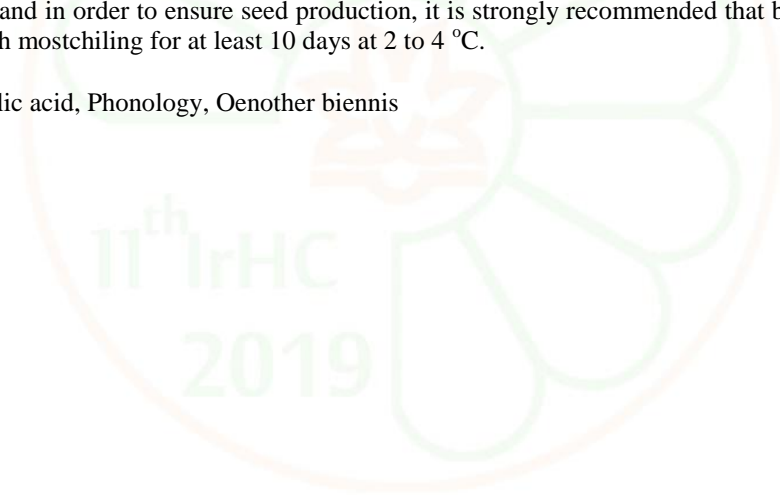 and in order to ensure seed production, it is strongly recommended that b
h mostchiling for at least 10 days at 2 to 4 °C.
lic acid, Phonology, Oenother biennis
11th IrHC
2019